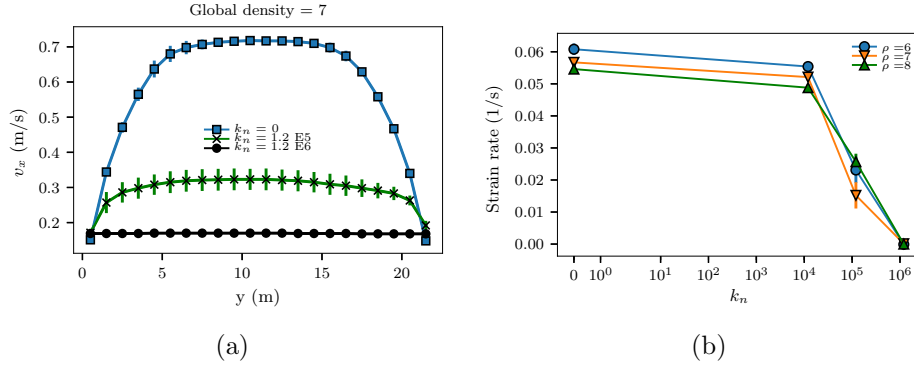 Global density = 7
0.7
0.6
0.5
0.4
0.3
0.2
v_x (m/s)
k_n = 0
k_n = 1.2 E5
k_n = 1.2 E6
0 5 10 15 20
y (m)
(a)
0.06
0.05
0.04
0.03
0.02
0.01
0.00
Strain rate (1/s)
ρ =6
ρ =7
ρ =8
0 10^0 10^1 10^2 10^3 10^4 10^5 10^6
k_n
(b)